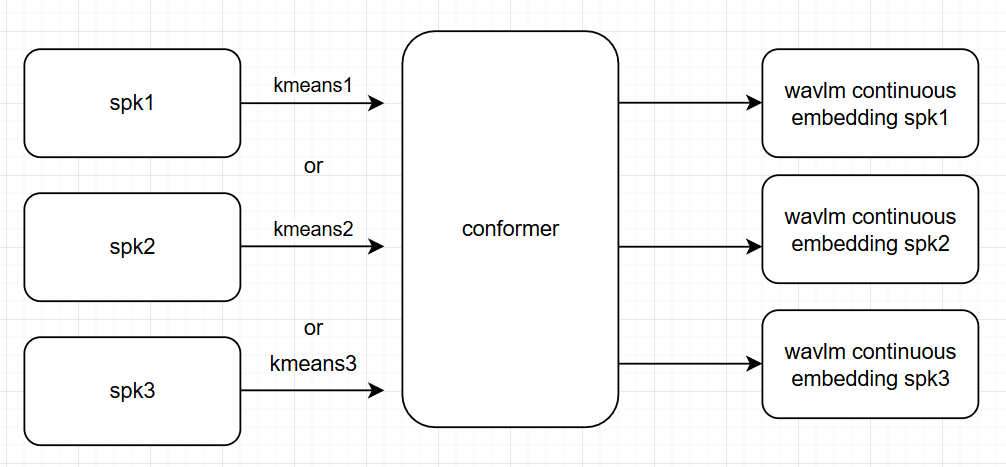 spk1
kmeans1
wavlm continuous
embedding spk1
or
spk2
kmeans2
conformer
wavlm continuous
embedding spk2
or
spk3
kmeans3
wavlm continuous
embedding spk3